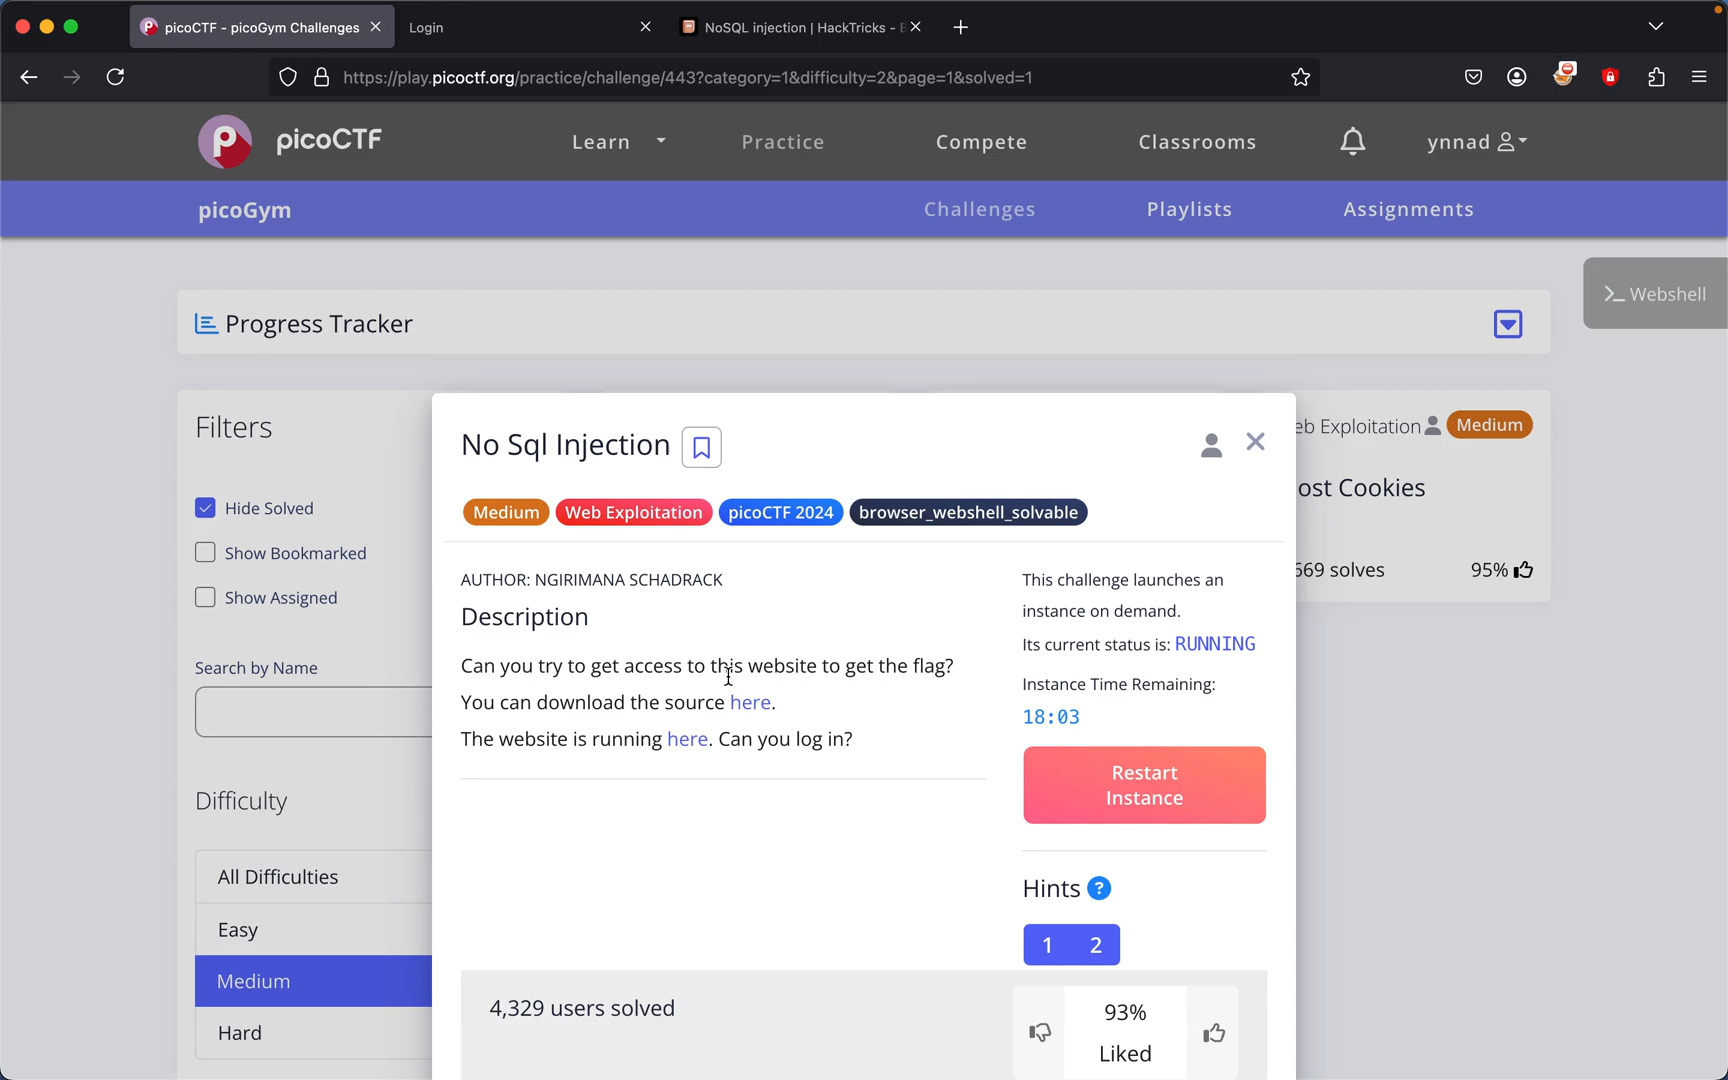 picoCTF - picoGym Challenges
Login
NoSQL injection | HackTricks -
https://play.picoctf.org/practice/challenge/443?category=1&difficulty=2&page=1&solved=1
picoCTF
Learn
Practice
Compete
Classrooms
ynnad
picoGym
Challenges
Playlists
Assignments
>_ Webshell
Progress Tracker
Filters
Hide Solved
Show Bookmarked
Show Assigned
Search by Name
Difficulty
All Difficulties
Easy
Medium
Hard
No Sql Injection
Medium
Web Exploitation
picoCTF 2024
browser_webshell_solvable
AUTHOR: NGIRIMANA SCHADRACK
Description
Can you try to get access to this website to get the flag?
You can download the source here.
The website is running here. Can you log in?
This challenge launches an
instance on demand.
Its current status is: RUNNING
Instance Time Remaining:
18:03
Restart
Instance
Hints ?
1 2
4,329 users solved
93%
Liked
eb Exploitation
Medium
ost Cookies
669 solves
95%